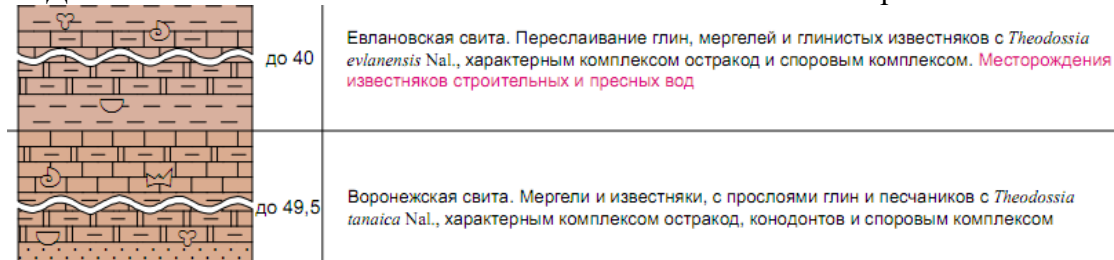 до 40
Евлановская свита. Переслаивание глин, мергелей и глинистых известняков с Theodossia
evlanensis Nal., характерным комплексом остракод и споровым комплексом. Месторождения
известняков строительных и пресных вод
до 49,5
Воронежская свита. Мергели и известняки, с прослоями глин и песчаников с Theodossia
tanaica Nal., характерным комплексом остракод, конодонтов и споровым комплексом